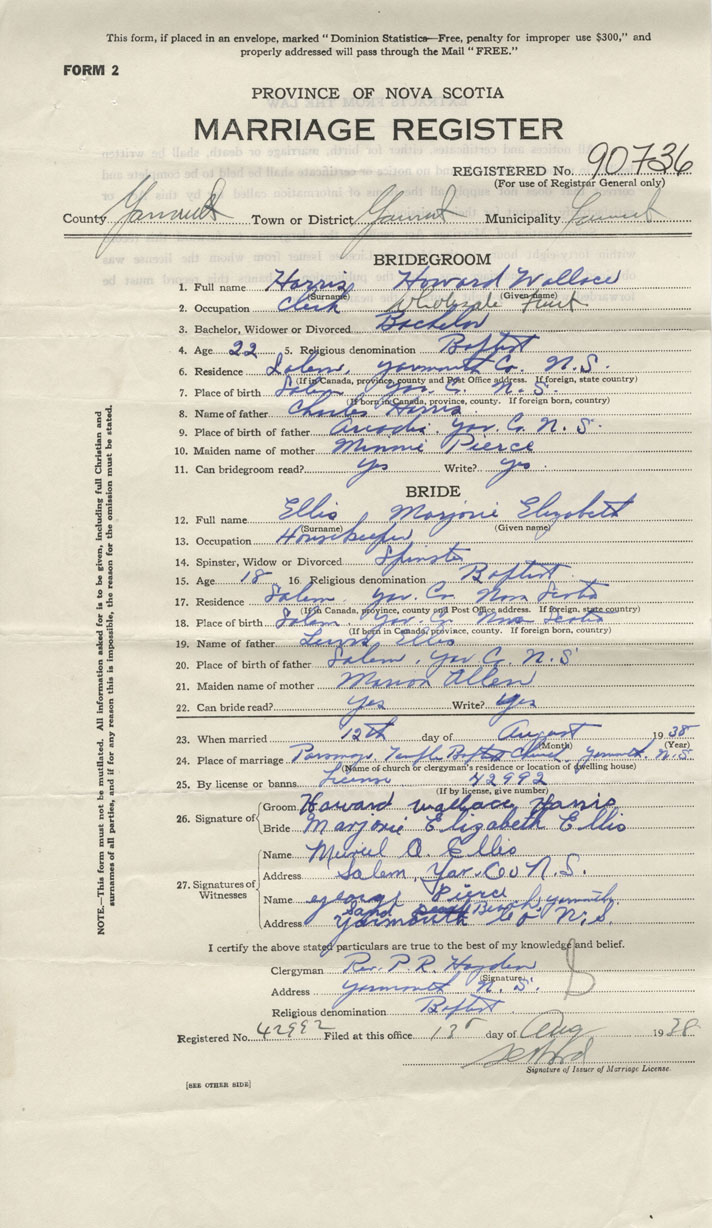 This form, if placed in an envelope, marked "Dominion Statistics—Free, penalty for improper use $300," and
properly addressed will pass through the Mail "FREE."
FORM 2
PROVINCE OF NOVA SCOTIA
MARRIAGE REGISTER
REGISTERED No. 90736
(For use of Registrar General only)
County Yarmouth Town or District Yarmouth Municipality Yarmouth
BRIDEGROOM
1. Full name Harris Howard Wallace
(Surname) (Given name)
2. Occupation Clerk Wholesale Fruit
3. Bachelor, Widower or Divorced Bachelor
4. Age 22 5. Religious denomination Baptist
6. Residence Salem, Yarmouth Co. N.S.
(If in Canada, province, county and Post Office address. If foreign, state country)
7. Place of birth Salem Yar. Co. N.S.
(If born in Canada, province, county. If foreign born, country)
8. Name of father Charles Harris
9. Place of birth of father Arcadia, Yar. Co. N.S.
10. Maiden name of mother Minnie Pierce
11. Can bridegroom read? yes Write? yes
BRIDE
12. Full name Ellis Marjorie Elizabeth
(Surname) (Given name)
13. Occupation Housekeeper
14. Spinster, Widow or Divorced Spinster
15. Age 18 16. Religious denomination Baptist
17. Residence Salem Yar. Co. Nova Scotia
(If in Canada, province, county and Post Office address. If foreign, state country)
18. Place of birth Salem, Yar. Co. Nova Scotia
(If born in Canada, province, county. If foreign born, country)
19. Name of father Lewis Ellis
20. Place of birth of father Salem, Yar Co. N.S
21. Maiden name of mother Marion Allen
22. Can bride read? yes Write? yes
23. When married 12th day of August 1938
(Month) (Year)
24. Place of marriage Parsonage Temple Baptist Church, Yarmouth, N.S.
(Name of church or clergyman's residence or location of dwelling house)
25. By license or banns License 42992
(If by license, give number)
26. Signature of Groom Howard Wallace Harris
Bride Marjorie Elizabeth Ellis
27. Signatures of Witnesses
Name Muriel A. Ellis
Address Salem, Yar. Co. N.S.
Name George Pierce
Sand Beach, Yarmouth
Address Yarmouth Co N.S.
I certify the above stated particulars are true to the best of my knowledge and belief.
Clergyman Rev. P. R. Hayden
(Signature)
Address Yarmouth N.S.
Religious denomination Baptist
Registered No. 42992 Filed at this office 13 day of Aug 1938
Signature of Issuer of Marriage License.
[SEE OTHER SIDE]
NOTE.—This form must not be mutilated. All information asked for is to be given, including full Christian and
surnames of all parties, and if for any reason this is impossible, the reason for the omission must be stated.